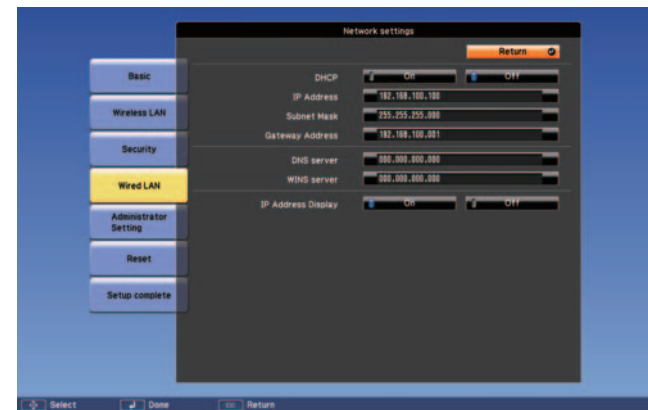 Network settings
Return
Basic
Wireless LAN
Security
Wired LAN
Administrator
Setting
Reset
Setup complete
DHCP On Off
IP Address 192.168.100.100
Subnet Mask 255.255.255.000
Gateway Address 192.168.100.001
DNS server 000.000.000.000
WINS server 000.000.000.000
IP Address Display On Off
Select Done Esc Return